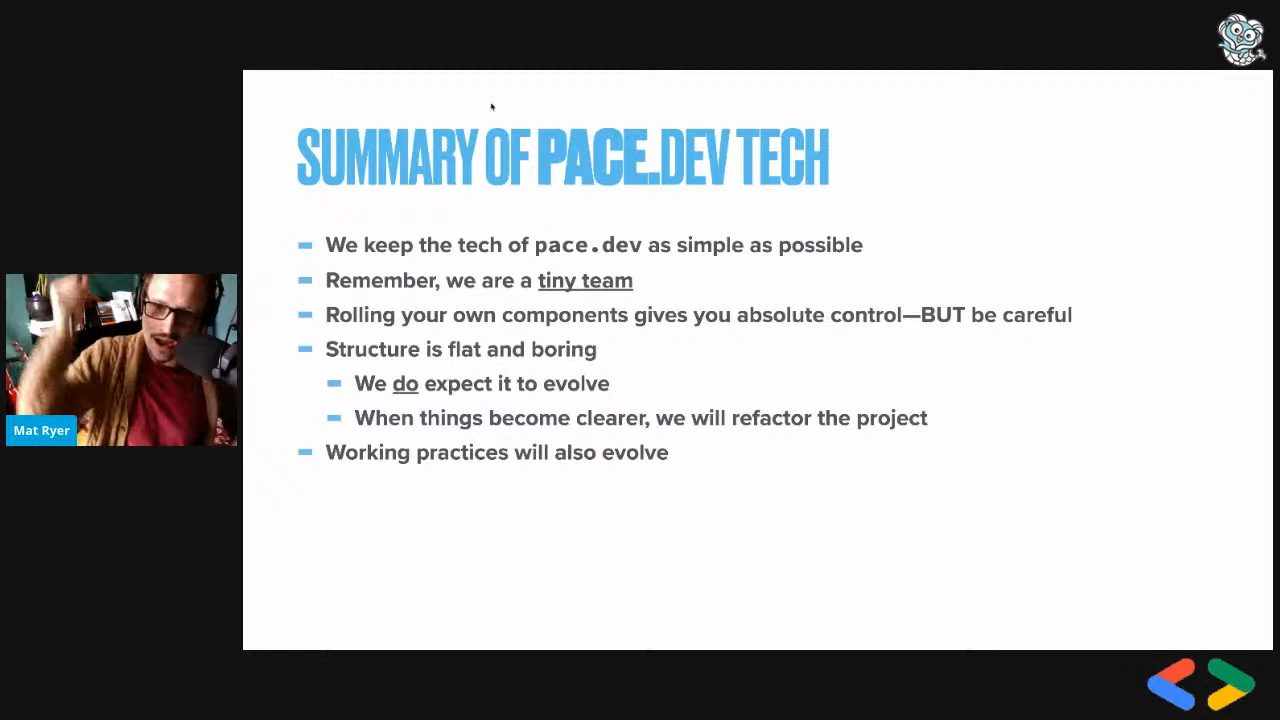 SUMMARY OF PACE.DEV TECH
We keep the tech of pace.dev as simple as possible
Remember, we are a tiny team
Rolling your own components gives you absolute control—BUT be careful
Structure is flat and boring
We do expect it to evolve
When things become clearer, we will refactor the project
Working practices will also evolve
Mat Ryer